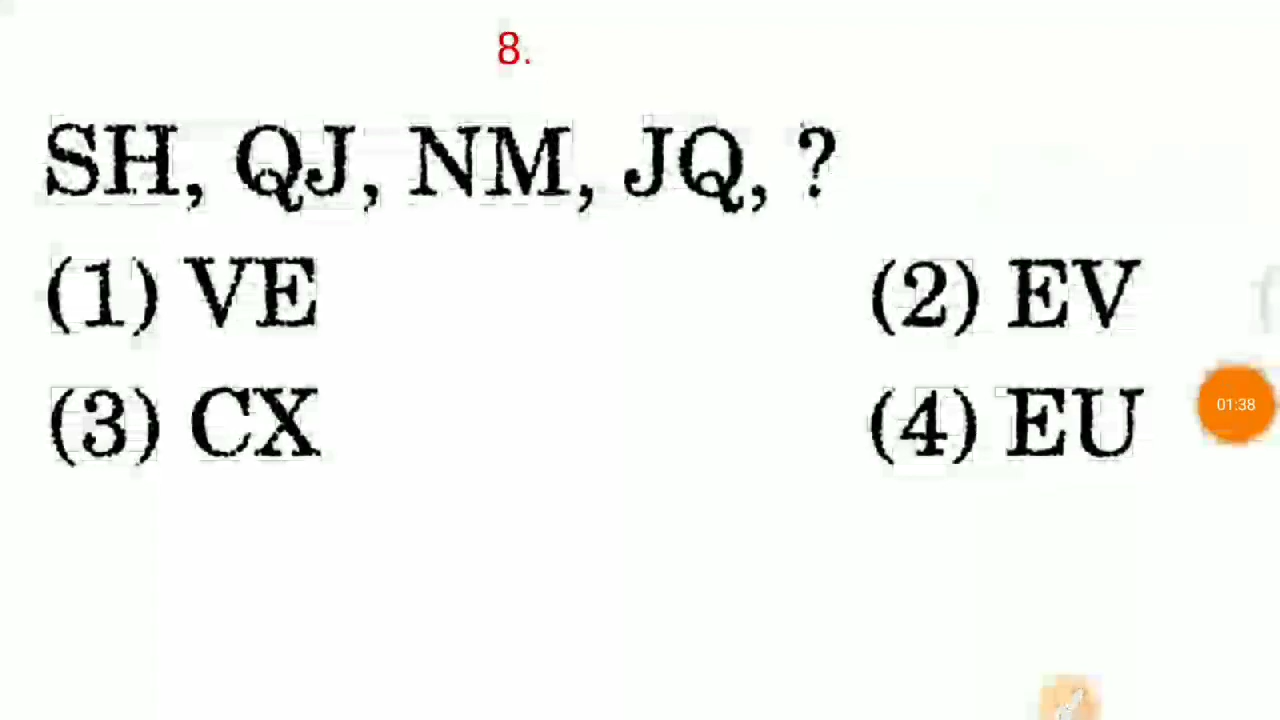 8.
SH, QJ, NM, JQ, ?
(1) VE (2) EV
(3) CX (4) EU
01:38